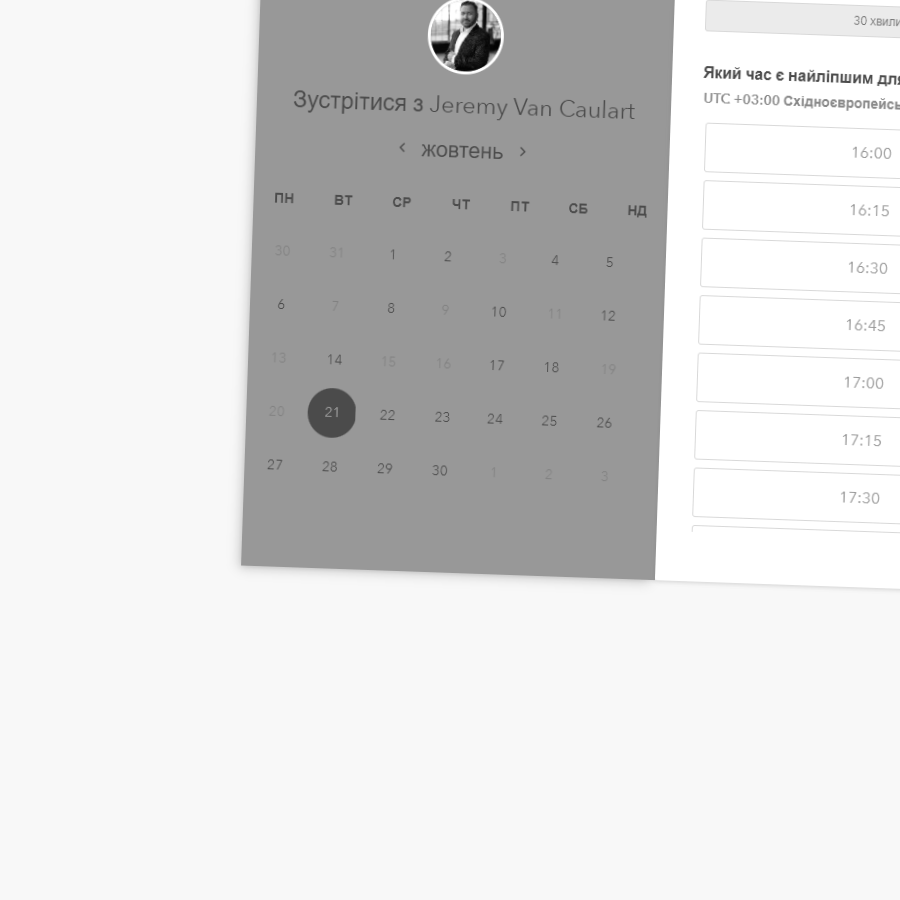 Зустрітися з Jeremy Van Caulart
жовтень
ПН ВТ СР ЧТ ПТ СБ НД
30 31 1 2 3 4 5
6 7 8 9 10 11 12
13 14 15 16 17 18 19
20 21 22 23 24 25 26
27 28 29 30 1 2 3
30
Який час є найліпшим
UTC +03:00
16:00
16:15
16:30
16:45
17:00
17:15
17:30